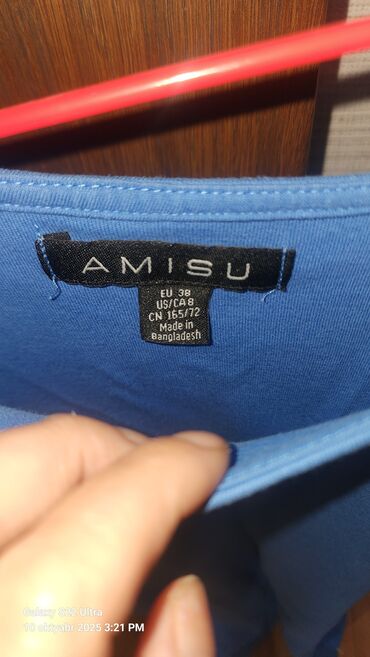 AMISU
EU 38
US/CA 8
CN 165/72
Made in
Bangladesh
Galaxy S22 Ultra
10 oktyabr 2025 3:21 PM